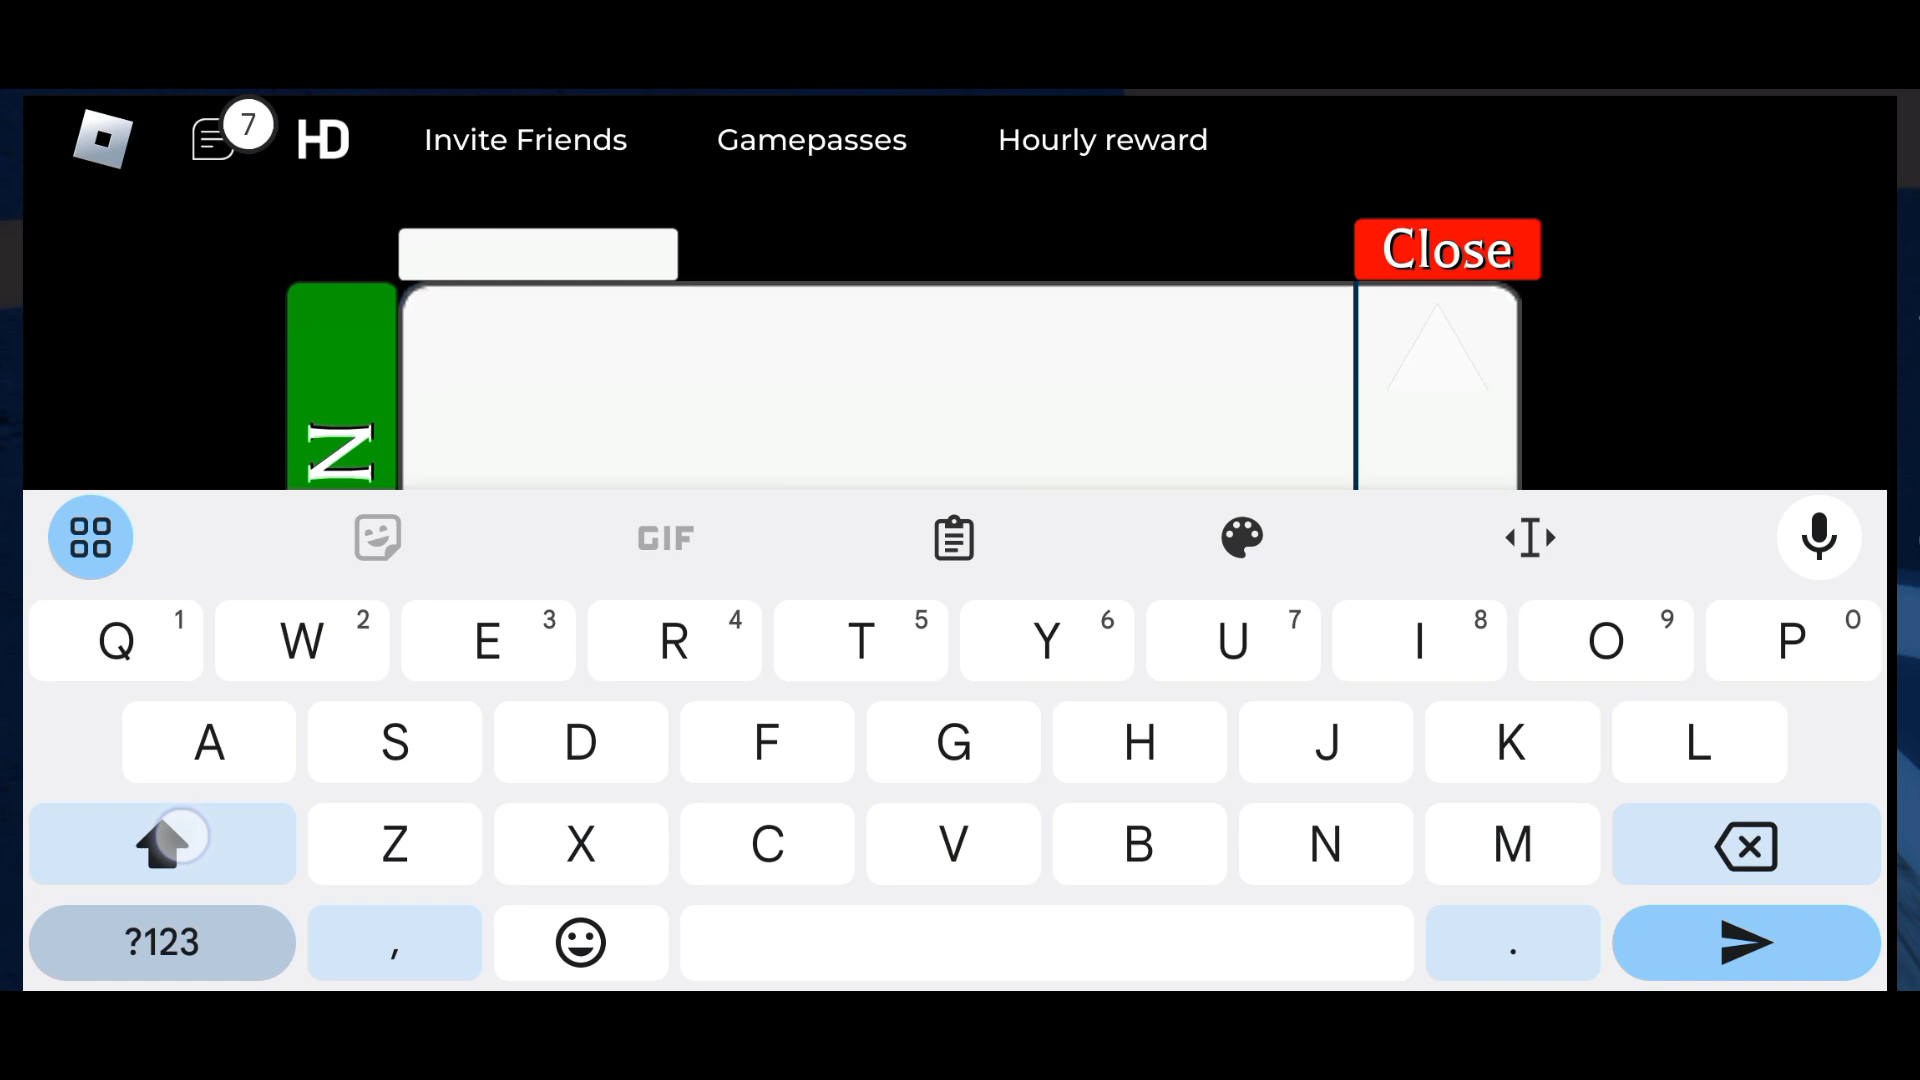 7 HD Invite Friends Gamepasses Hourly reward
Close
N
GIF
Q 1 W 2 E 3 R 4 T 5 Y 6 U 7 I 8 O 9 P 0
A S D F G H J K L
Z X C V B N M
?123 , .